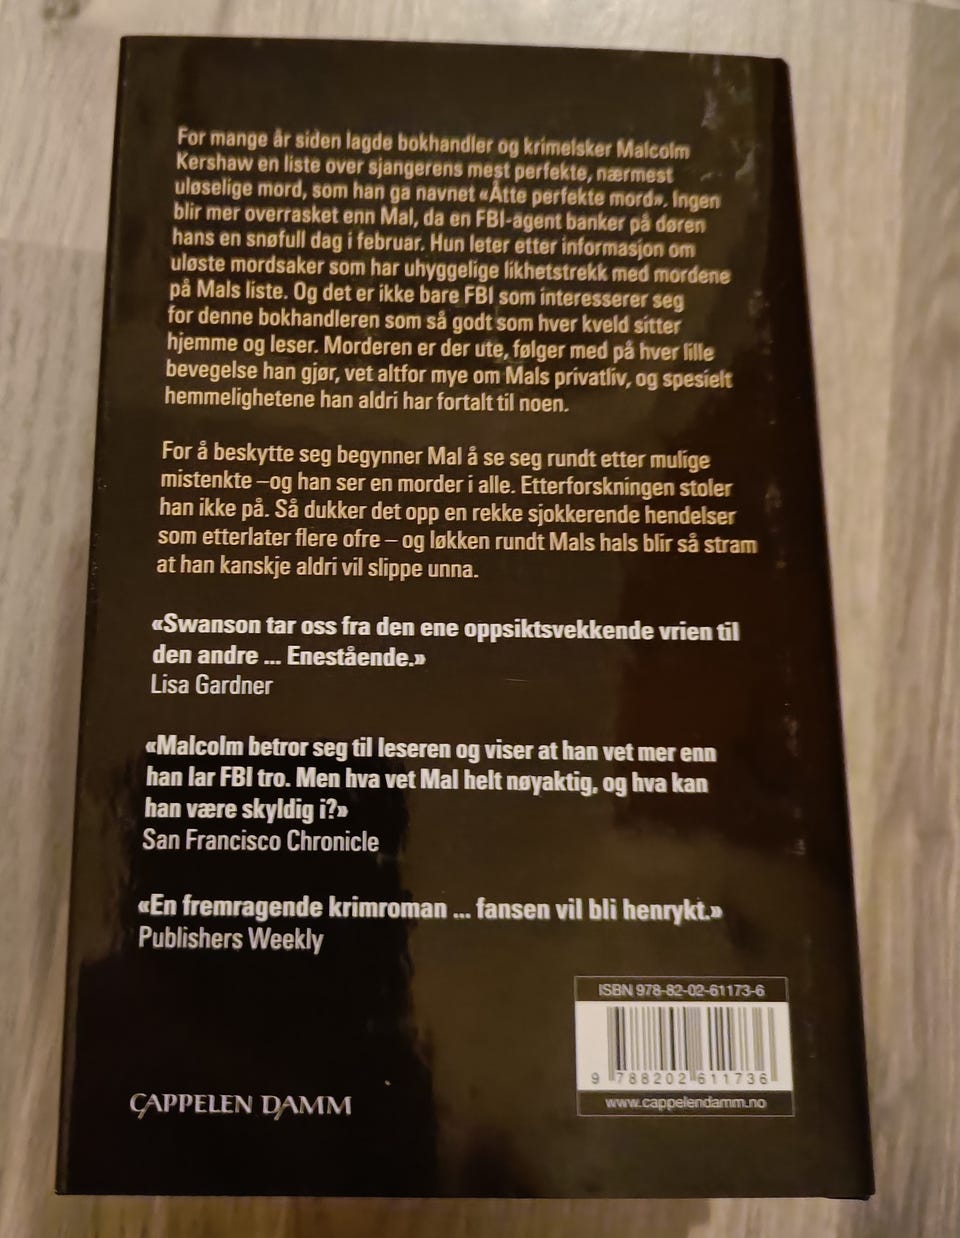 For mange år siden lagde bokhandler og krimelsker Malcolm
Kershaw en liste over sjangerens mest perfekte, nærmest
uløselige mord, som han ga navnet «Åtte perfekte mord». Ingen
blir mer overrasket enn Mal, da en FBI-agent banker på døren
hans en snøfull dag i februar. Hun leter etter informasjon om
uløste mordsaker som har uhyggelige likhetstrekk med mordene
på Mals liste. Og det er ikke bare FBI som interesserer seg
for denne bokhandleren som så godt som hver kveld sitter
hjemme og leser. Morderen er der ute, følger med på hver lille
bevegelse han gjør, vet altfor mye om Mals privatliv, og spesielt
hemmelighetene han aldri har fortalt til noen.
For å beskytte seg begynner Mal å se seg rundt etter mulige
mistenkte –og han ser en morder i alle. Etterforskningen stoler
han ikke på. Så dukker det opp en rekke sjokkerende hendelser
som etterlater flere ofre – og løkken rundt Mals hals blir så stram
at han kanskje aldri vil slippe unna.
«Swanson tar oss fra den ene oppsiktsvekkende vrien til
den andre ... Enestående.»
Lisa Gardner
«Malcolm betror seg til leseren og viser at han vet mer enn
han lar FBI tro. Men hva vet Mal helt nøyaktig, og hva kan
han være skyldig i?»
San Francisco Chronicle
«En fremragende krimroman ... fansen vil bli henrykt.»
Publishers Weekly
ISBN 978-82-02-61173-6
9 788202 611736
www.cappelendamm.no
CAPPELEN DAMM